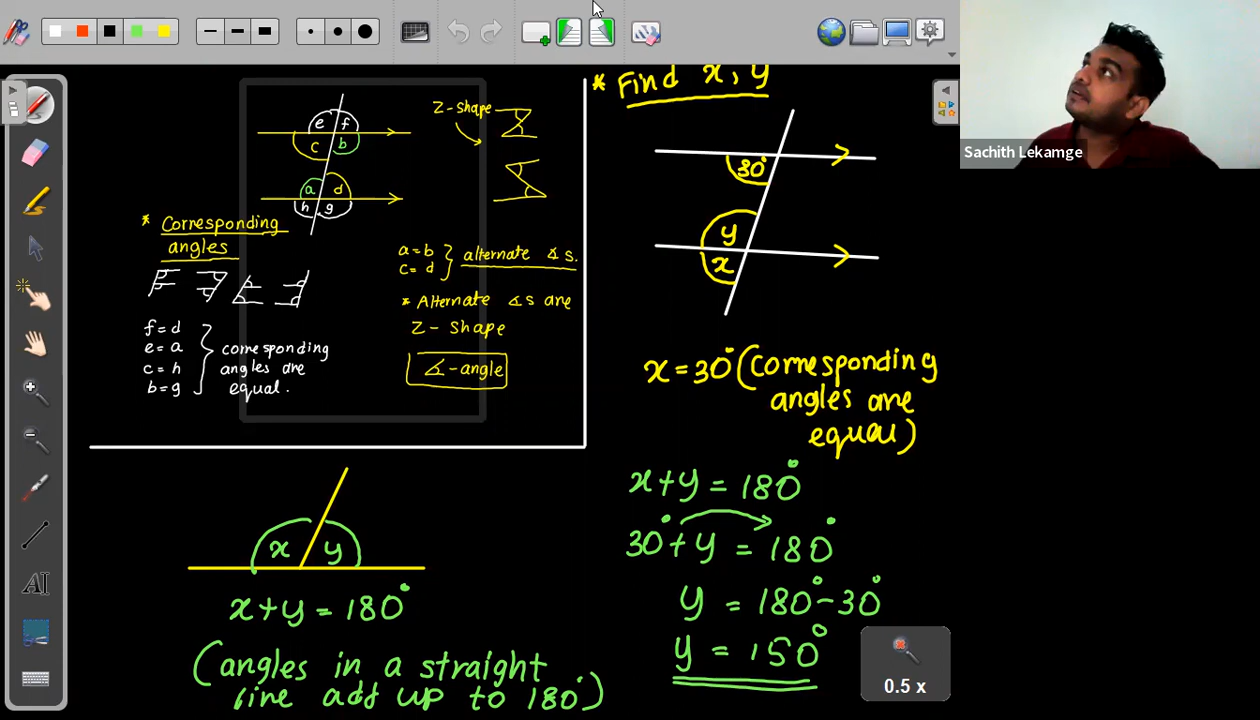 Sachith Lekamge
e f
c b
a d
h g
Z-shape
* Corresponding
angles
f=d
e=a
c=h
b=g
corresponding
angles are
equal.
a=b
c=d
alternate ∡ s.
* Alternate ∡s are
Z- shape
∡-angle
x y
x+y = 180°
(angles in a straight
line add up to 180°)
* Find x, y
30°
y
x
x = 30° (Corresponding
angles are
equal)
x+y = 180°
30°+y = 180°
y = 180°-30°
y = 150°
0.5 x